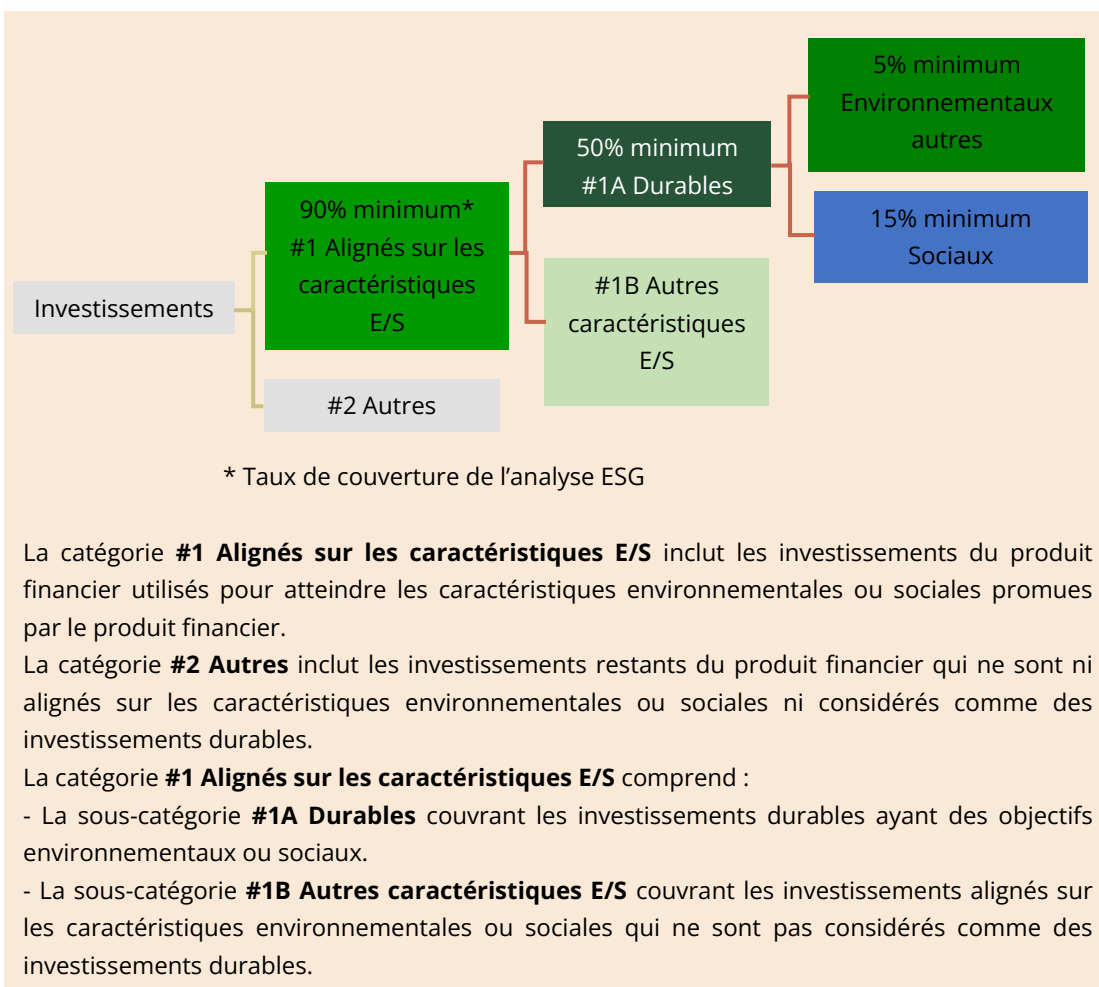 5% minimum
Environnementaux
autres
50% minimum
#1A Durables
90% minimum*
#1 Alignés sur les
caractéristiques
E/S
15% minimum
Sociaux
#1B Autres
caractéristiques
E/S
Investissements
#2 Autres
* Taux de couverture de l’analyse ESG
La catégorie #1 Alignés sur les caractéristiques E/S inclut les investissements du produit
financier utilisés pour atteindre les caractéristiques environnementales ou sociales promues
par le produit financier.
La catégorie #2 Autres inclut les investissements restants du produit financier qui ne sont ni
alignés sur les caractéristiques environnementales ou sociales ni considérés comme des
investissements durables.
La catégorie #1 Alignés sur les caractéristiques E/S comprend :
- La sous-catégorie #1A Durables couvrant les investissements durables ayant des objectifs
environnementaux ou sociaux.
- La sous-catégorie #1B Autres caractéristiques E/S couvrant les investissements alignés sur
les caractéristiques environnementales ou sociales qui ne sont pas considérés comme des
investissements durables.